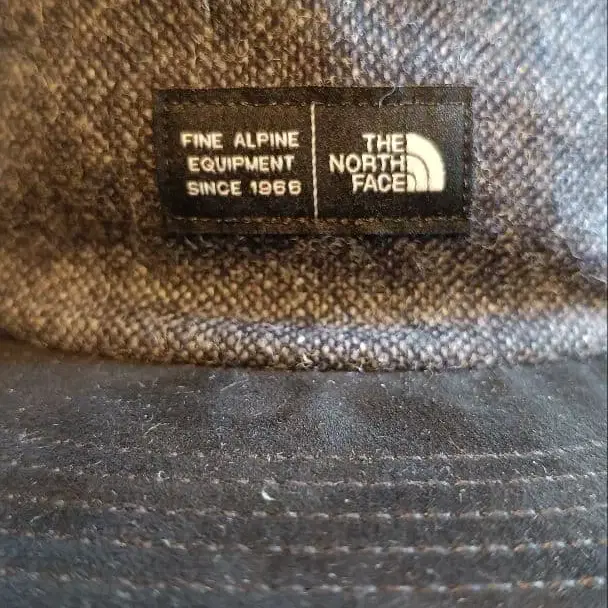 FINE ALPINE
EQUIPMENT
SINCE 1966
THE
NORTH
FACE